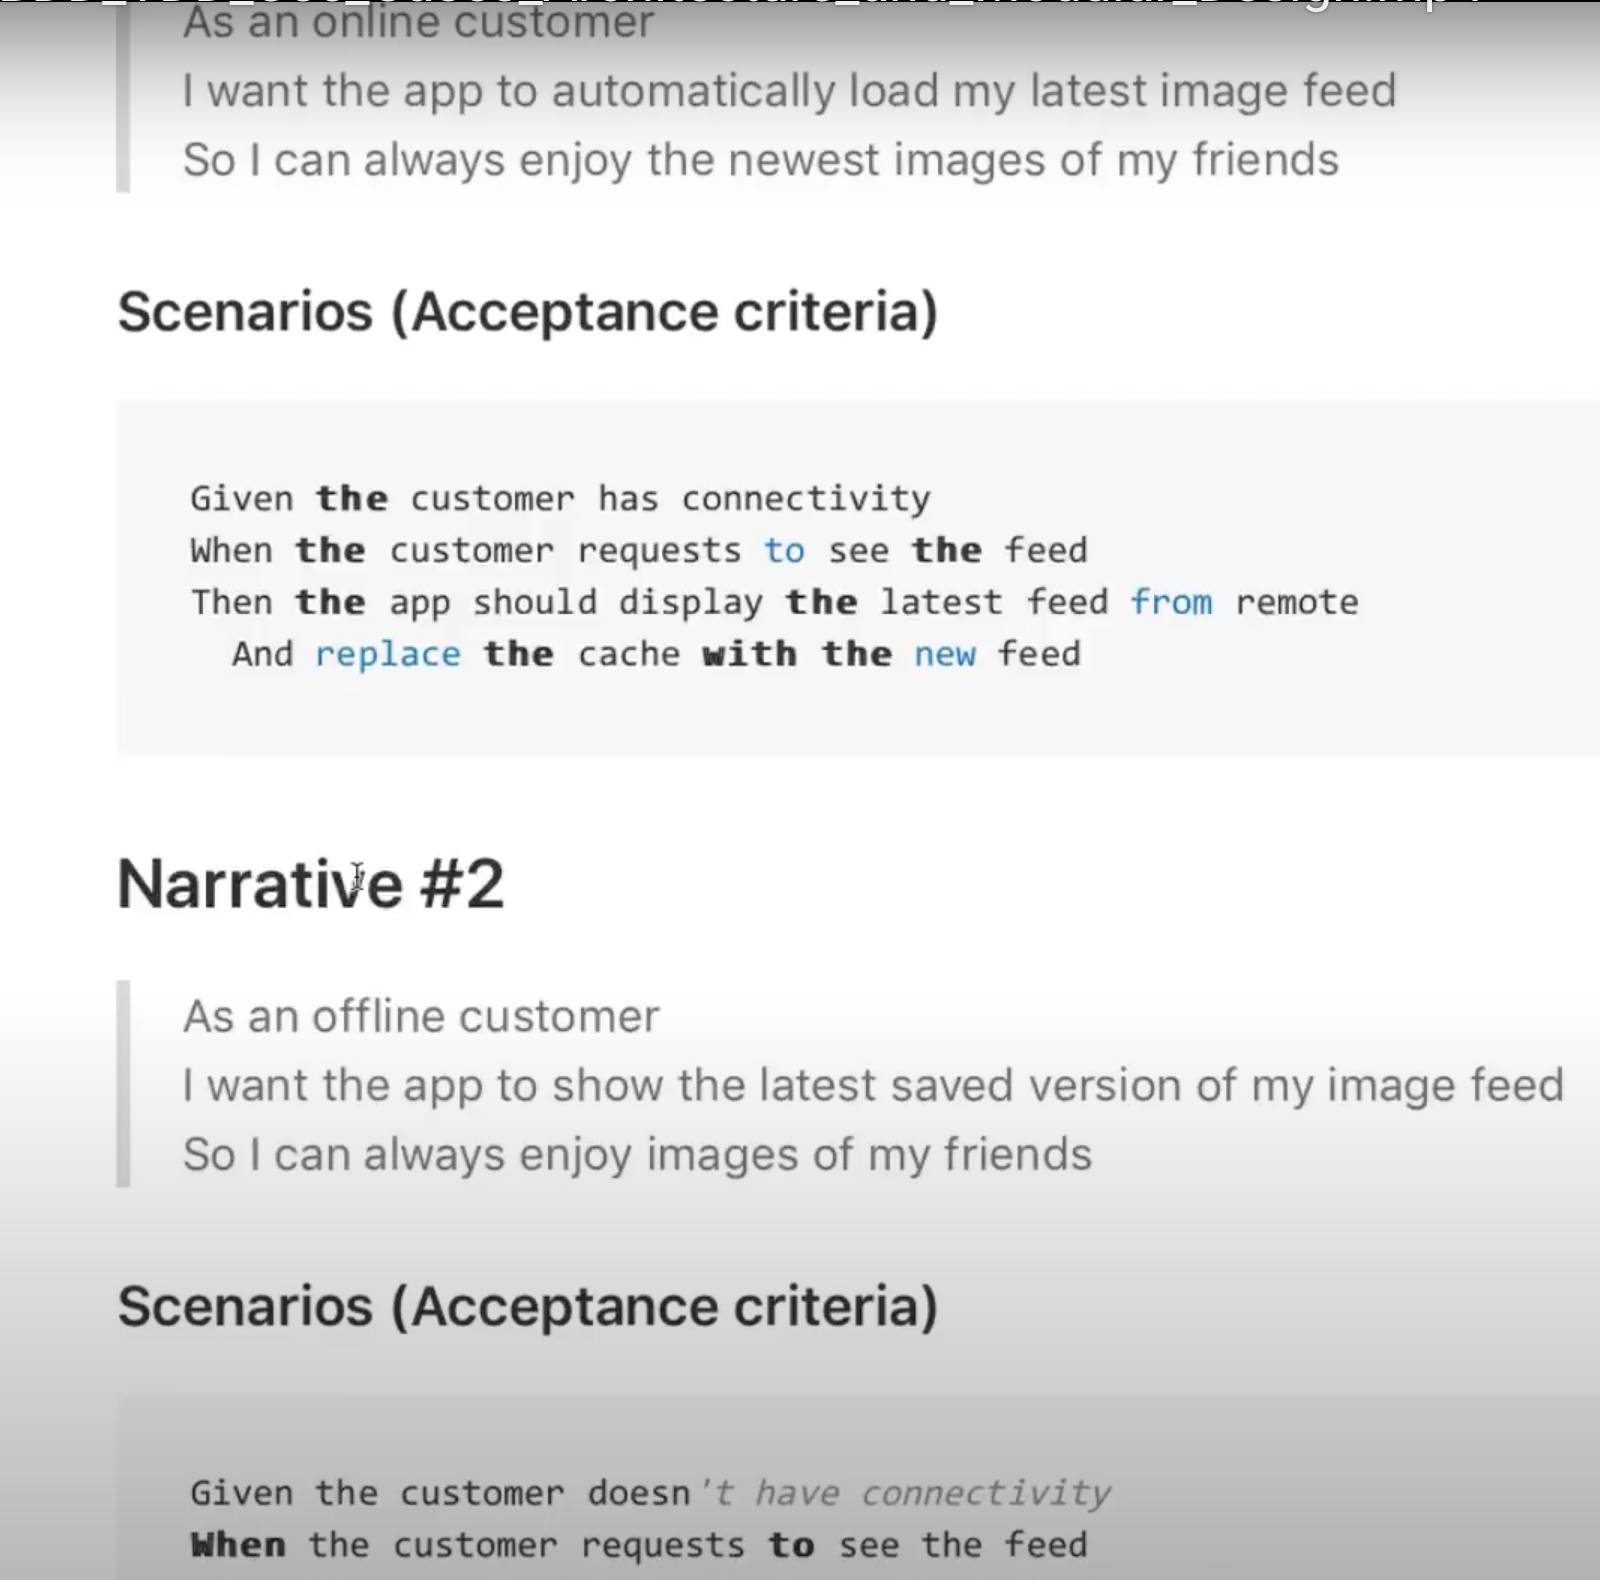 As an online customer
I want the app to automatically load my latest image feed
So I can always enjoy the newest images of my friends
Scenarios (Acceptance criteria)
Given the customer has connectivity
When the customer requests to see the feed
Then the app should display the latest feed from remote
And replace the cache with the new feed
Narrative #2
As an offline customer
I want the app to show the latest saved version of my image feed
So I can always enjoy images of my friends
Scenarios (Acceptance criteria)
Given the customer doesn't have connectivity
When the customer requests to see the feed